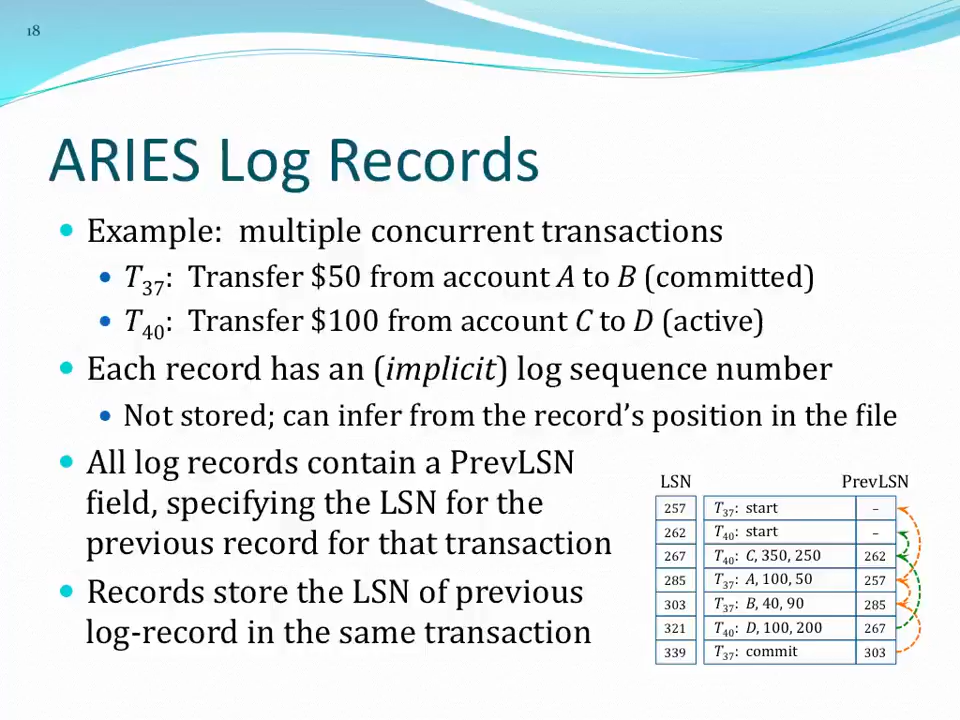 18
ARIES Log Records
• Example: multiple concurrent transactions
• T37: Transfer $50 from account A to B (committed)
• T40: Transfer $100 from account C to D (active)
• Each record has an (implicit) log sequence number
• Not stored; can infer from the record's position in the file
• All log records contain a PrevLSN
field, specifying the LSN for the
previous record for that transaction
• Records store the LSN of previous
log-record in the same transaction
LSN PrevLSN
257 T37: start –
262 T40: start –
267 T40: C, 350, 250 262
285 T37: A, 100, 50 257
303 T37: B, 40, 90 285
321 T40: D, 100, 200 267
339 T37: commit 303